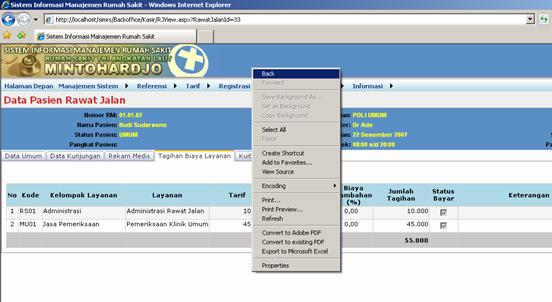 Sistem Informasi Manajemen Rumah Sakit - Windows Internet Explorer
http://localhost/simrs/Backoffice/Kasir/RJView.aspx?RawatJalanId=33
Sistem Informasi Manajemen Rumah Sakit
SISTEM INFORMASI MANAJEMEN RUMAH SAKIT
RUMAH SAKIT TNI ANGKATAN LAUT
MINTOHARDJO
Halaman Depan Manajemen Sistem Referensi Tarif Registrasi Informasi
Data Pasien Rawat Jalan
Nomor RM: 01.01.02 POLI UMUM
Nama Pasien: Budi Sudarsono Dr Ade
Status Pasien: UMUM 22 Desember 2007
Pangkat Pasien: 08:00 s/d 20:00
Data Umum Data Kunjungan Rekam Medis Tagihan Biaya Layanan
No Kode Kelompok Layanan Layanan Tarif Biaya (%) Jumlah Tagihan Status Bayar Keterangan
1 RS01 Administrasi Administrasi Rawat Jalan 10 0,00 10.000
2 MU01 Jasa Pemeriksaan Pemeriksaan Klinik Umum 45 0,00 45.000
55.000
Back
Forward
Save Background As...
Set as Background
Copy Background
Select All
Paste
Create Shortcut
Add to Favorites...
View Source
Encoding
Print...
Print Preview...
Refresh
Convert to Adobe PDF
Convert to existing PDF
Export to Microsoft Excel
Properties